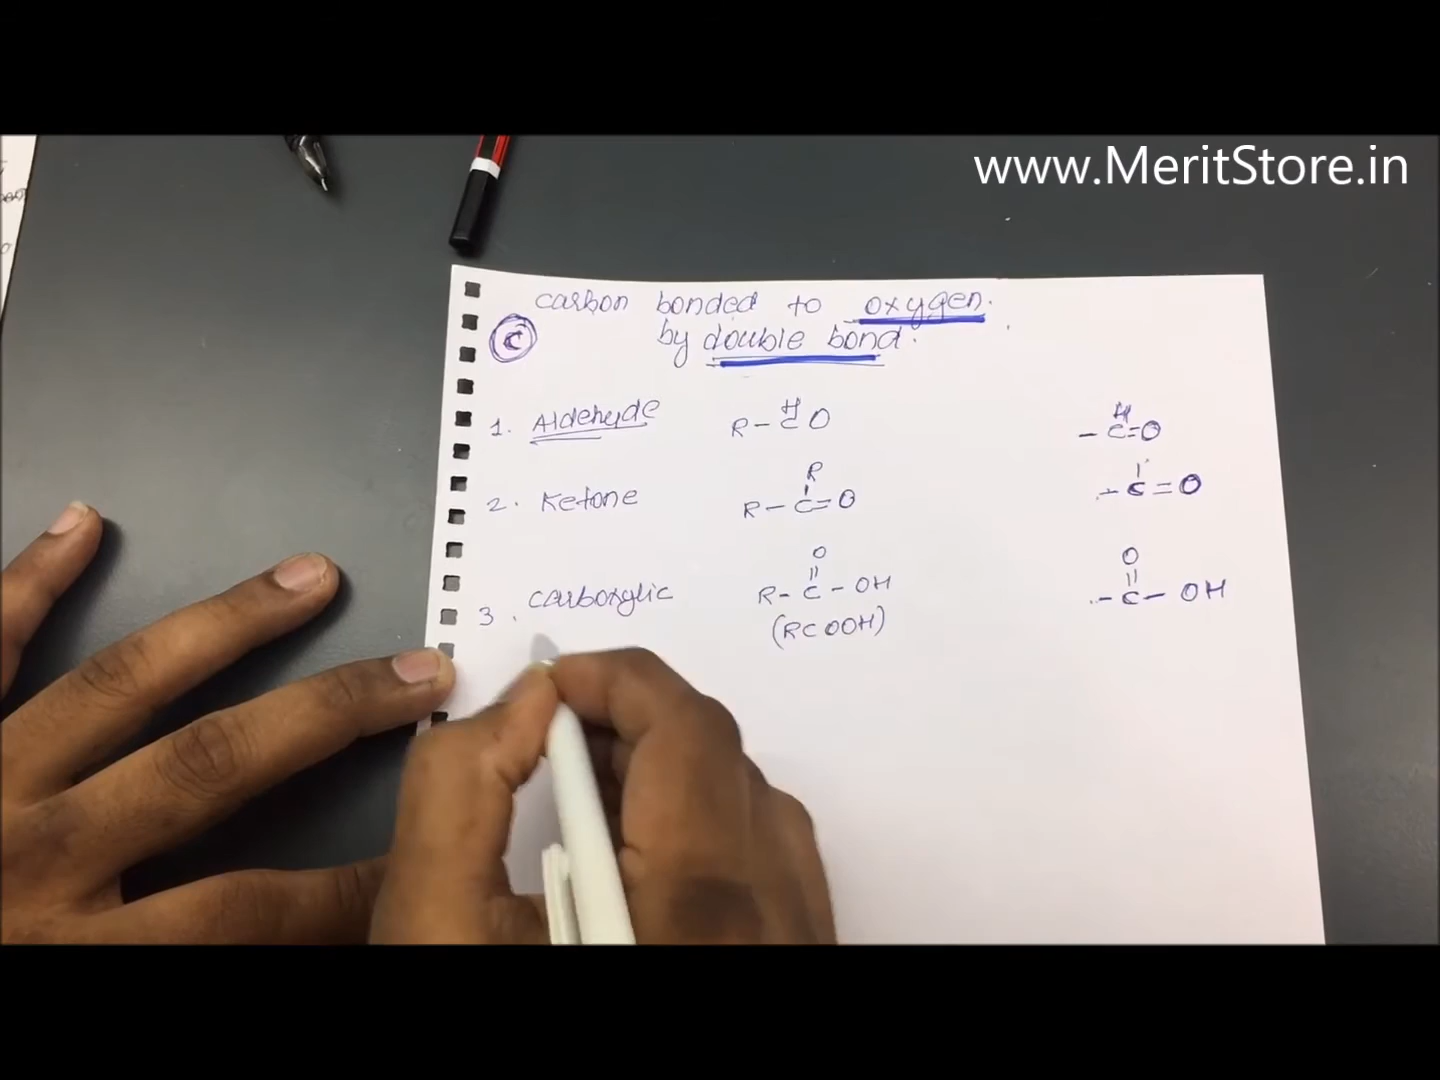 www.MeritStore.in
carbon bonded to oxygen.
C by double bond.
1. Aldehyde
H
R - C O
H
- C = O
2. Ketone
R
R - C = O
- C = O
3. carboxylic
O
R - C - OH
(RCOOH)
O
- C - OH